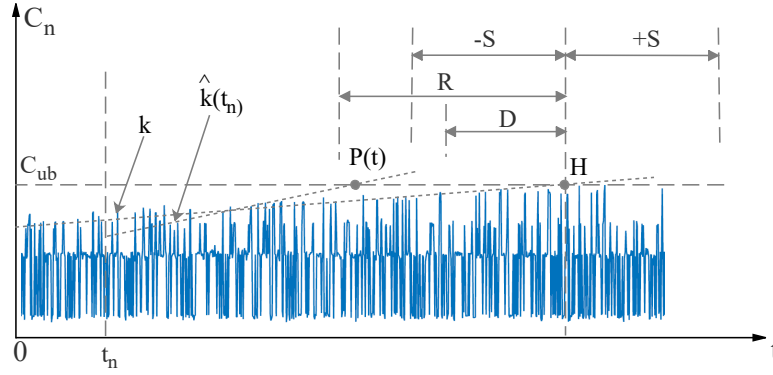 C_n
-S
+S
R
k̂(t_n)
k
D
P(t)
H
C_ub
0
t_n
t